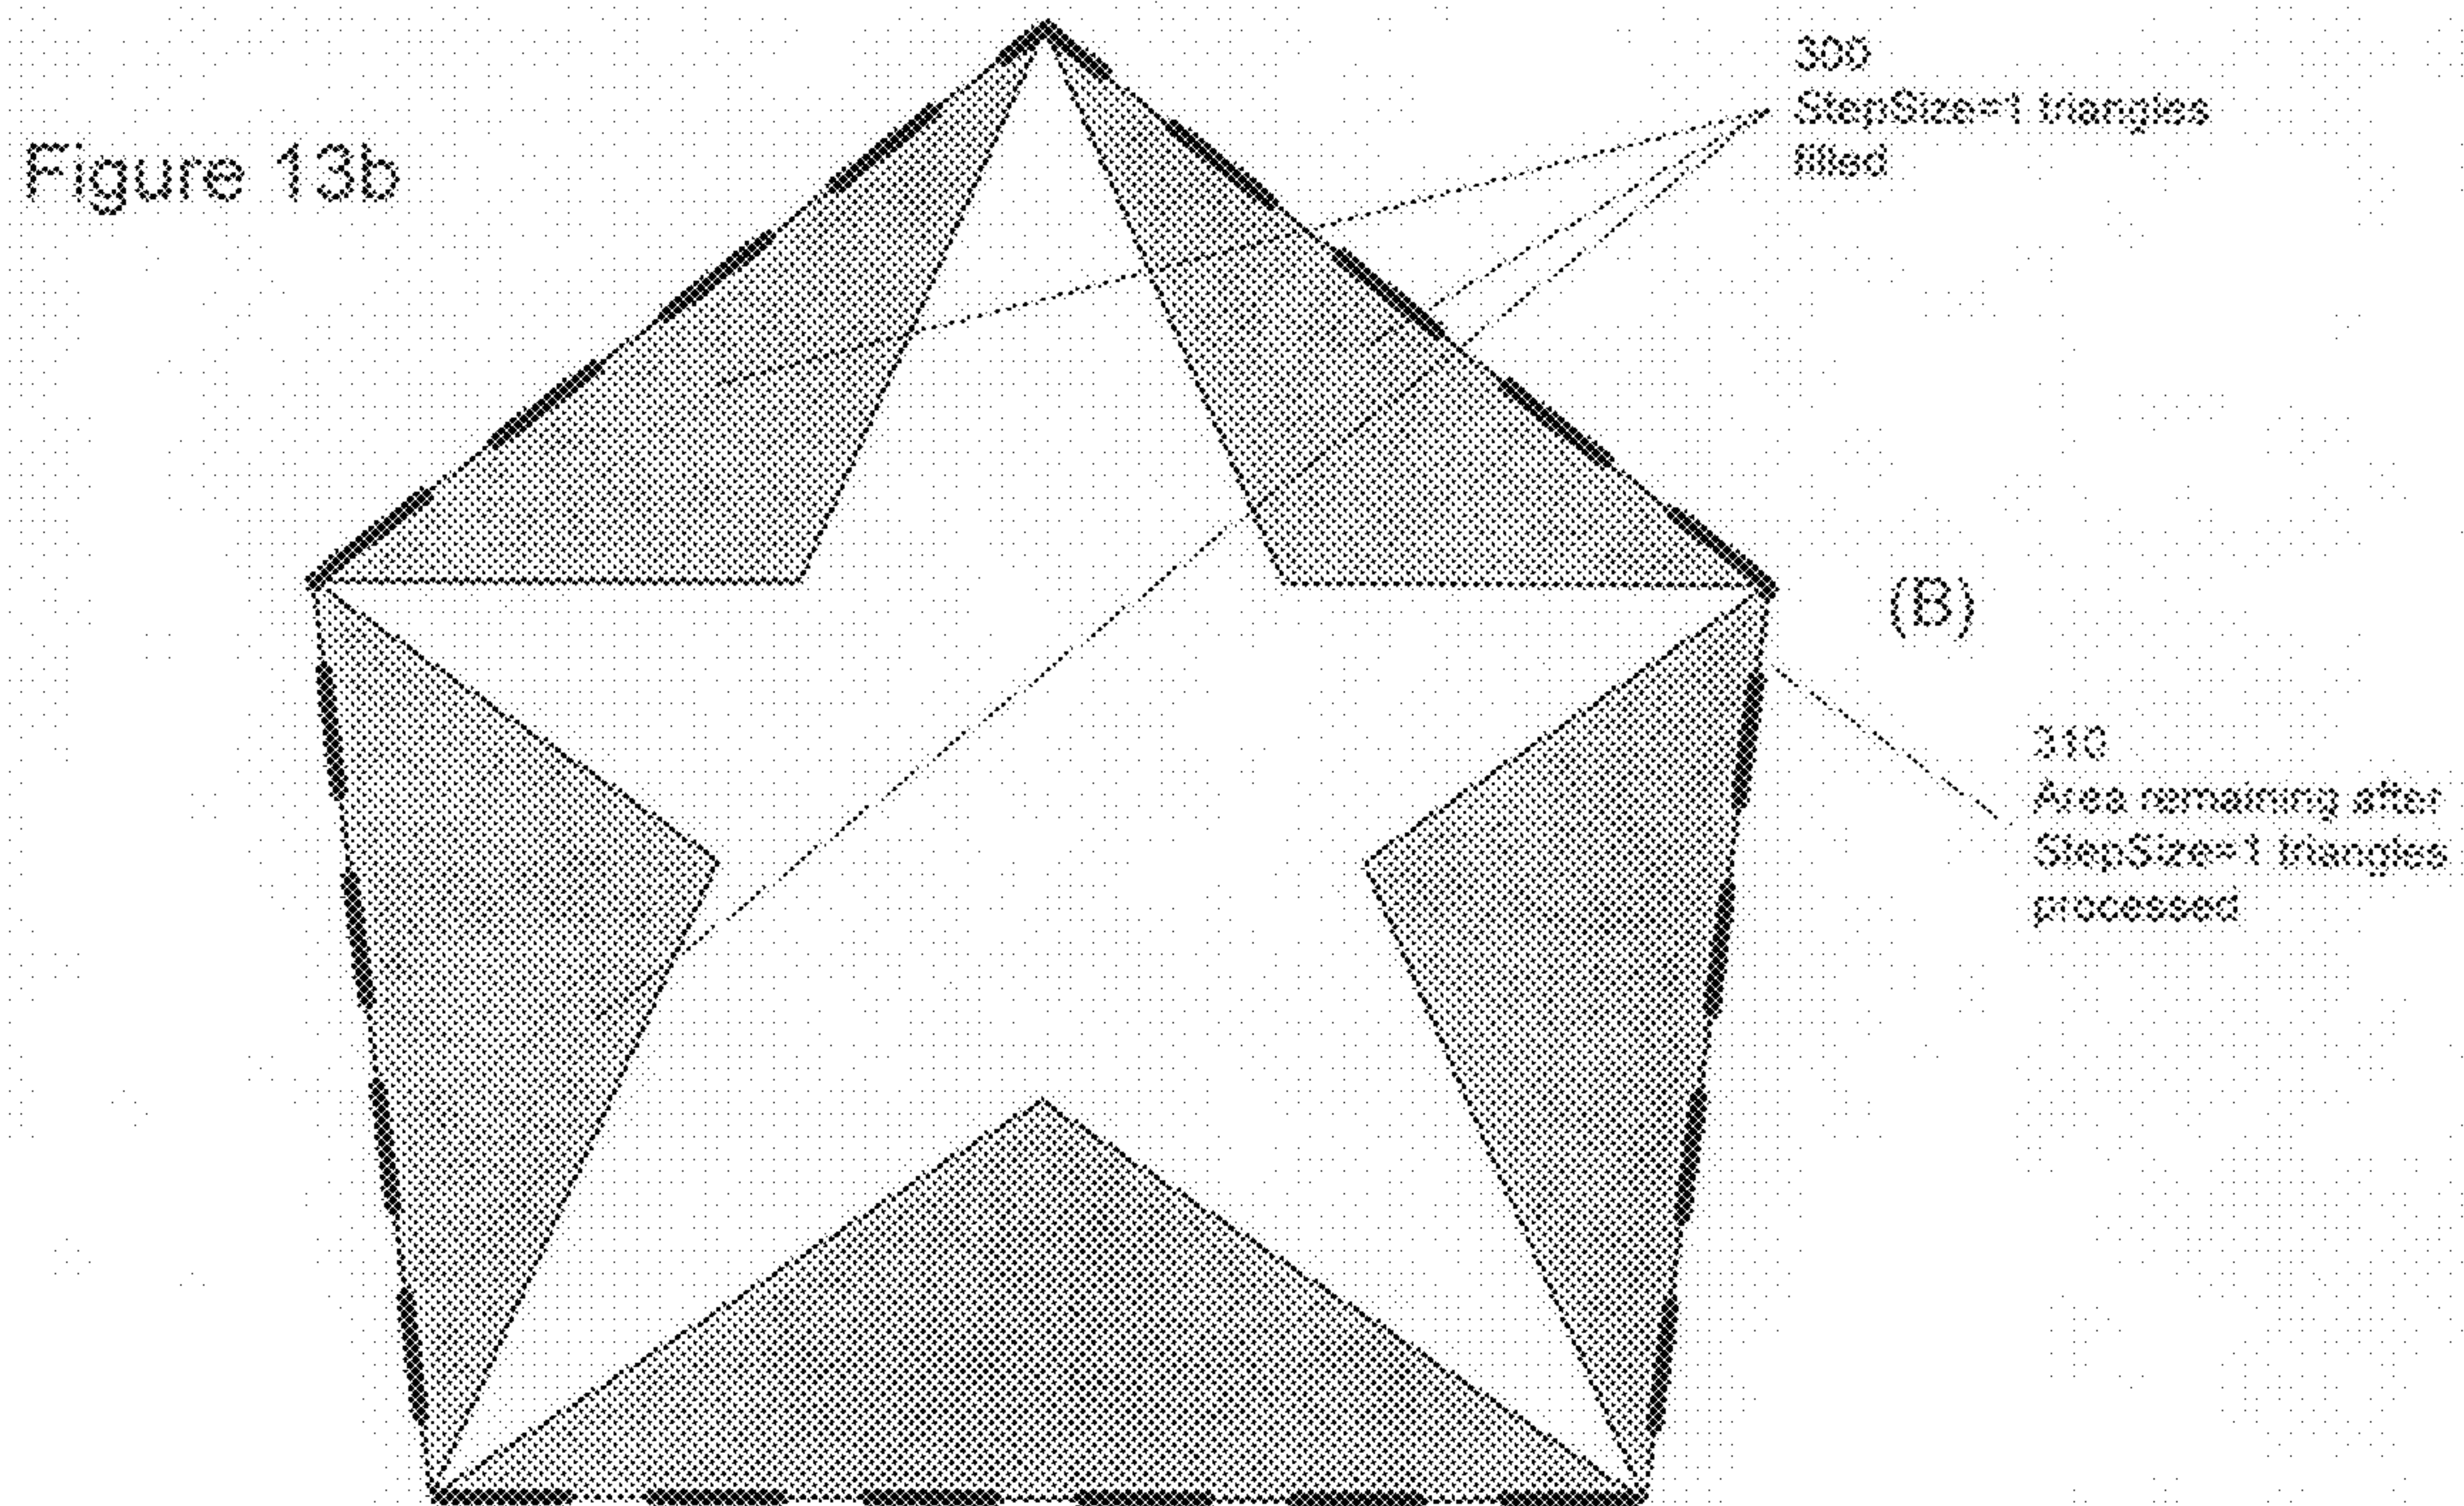 Figure 13b
300
StepSize=1 triangles
filled
(B)
310
Area remaining after
StepSize=1 triangles
processed